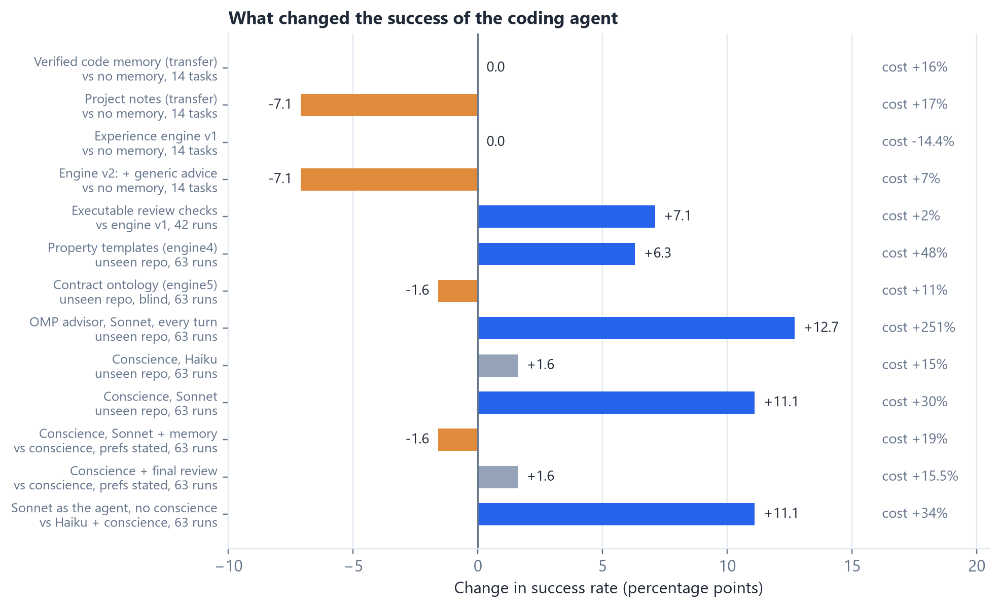 What changed the success of the coding agent
Verified code memory (transfer)
vs no memory, 14 tasks
0.0
cost +16%
Project notes (transfer)
vs no memory, 14 tasks
-7.1
cost +17%
Experience engine v1
vs no memory, 14 tasks
0.0
cost -14.4%
Engine v2: + generic advice
vs no memory, 14 tasks
-7.1
cost +7%
Executable review checks
vs engine v1, 42 runs
+7.1
cost +2%
Property templates (engine4)
unseen repo, 63 runs
+6.3
cost +48%
Contract ontology (engine5)
unseen repo, blind, 63 runs
-1.6
cost +11%
OMP advisor, Sonnet, every turn
unseen repo, 63 runs
+12.7
cost +251%
Conscience, Haiku
unseen repo, 63 runs
+1.6
cost +15%
Conscience, Sonnet
unseen repo, 63 runs
+11.1
cost +30%
Conscience, Sonnet + memory
vs conscience, prefs stated, 63 runs
-1.6
cost +19%
Conscience + final review
vs conscience, prefs stated, 63 runs
+1.6
cost +15.5%
Sonnet as the agent, no conscience
vs Haiku + conscience, 63 runs
+11.1
cost +34%
−10 −5 0 5 10 15 20
Change in success rate (percentage points)